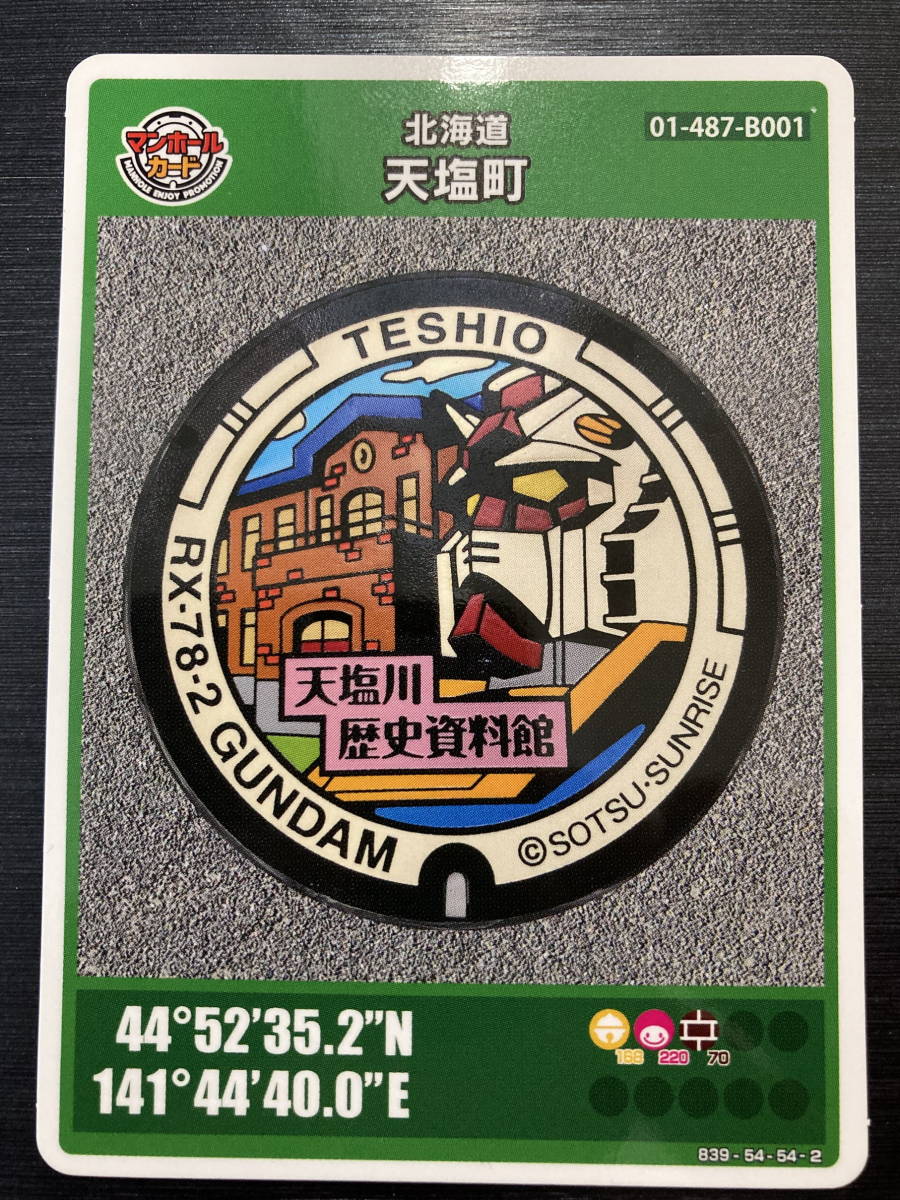 マンホール
カード
MANHOLE ENJOY PROMOTION
北海道
天塩町
01-487-B001
TESHIO
RX-78-2 GUNDAM
天塩川
歴史資料館
©SOTSU・SUNRISE
44°52'35.2"N
141°44'40.0"E
168 220 70
839-54-54-2